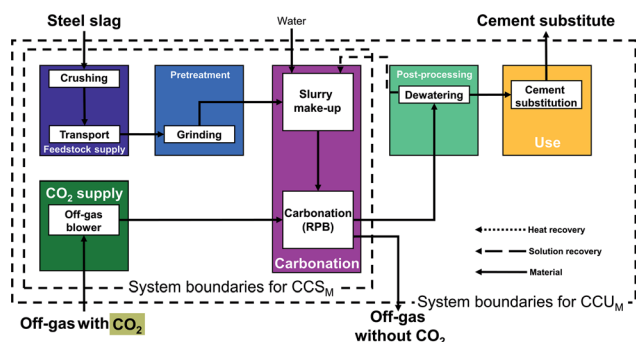 Steel slag
Water
Cement substitute
Crushing
Transport
Feedstock supply
Pretreatment
Grinding
Slurry
make-up
Carbonation
(RPB)
Carbonation
Post-processing
Dewatering
Cement
substitution
Use
CO2 supply
Off-gas
blower
Heat recovery
Solution recovery
Material
System boundaries for CCSM
System boundaries for CCUM
Off-gas with CO2
Off-gas
without CO2